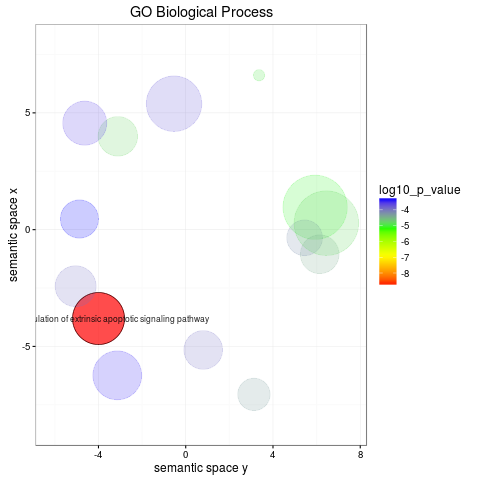 GO Biological Process
semantic space x
5
0
-5
ulation of extrinsic apoptotic signaling pathway
-4
0
4
8
semantic space y
log10_p_value
-4
-5
-6
-7
-8